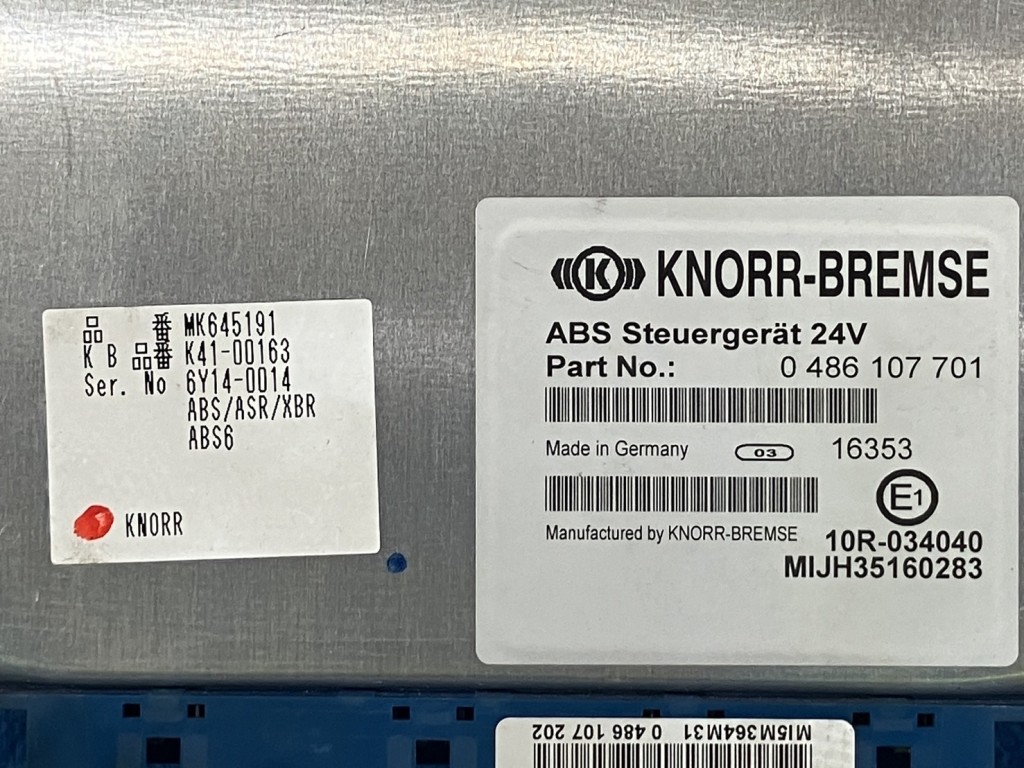 品 番 MK645191
K B 品番 K41-00163
Ser. No 6Y14-0014
ABS/ASR/XBR
ABS6
KNORR
K KNORR-BREMSE
ABS Steuergerät 24V
Part No.: 0 486 107 701
Made in Germany 03 16353
E1
Manufactured by KNORR-BREMSE 10R-034040
MIJH35160283
MI5M364M31 0 486 107 202